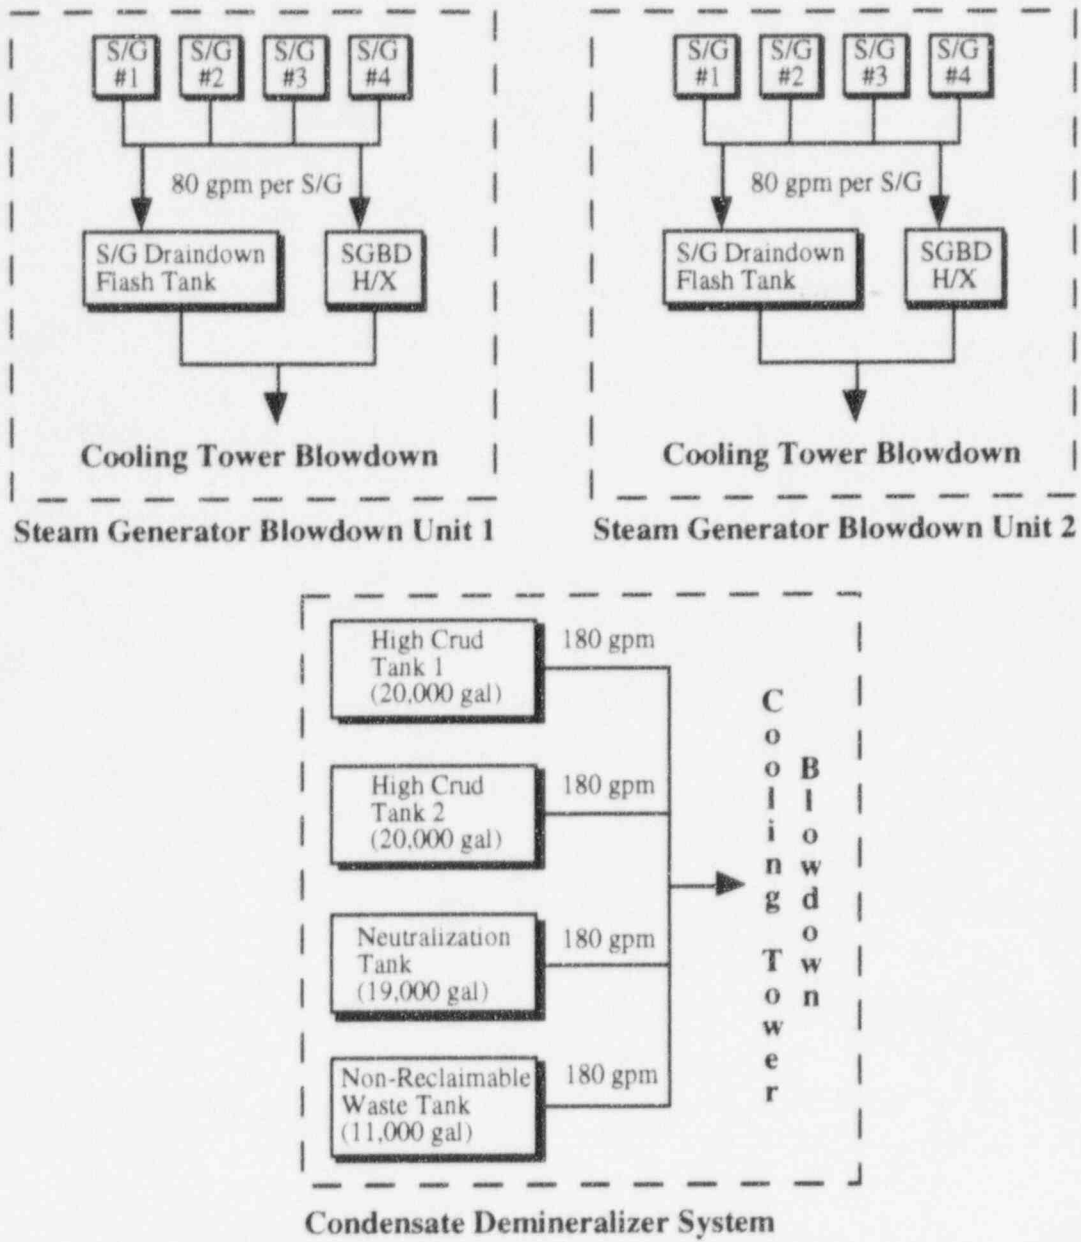 S/G #1
S/G #2
S/G #3
S/G #4
80 gpm per S/G
S/G Draindown
Flash Tank
SGBD
H/X
Cooling Tower Blowdown
Steam Generator Blowdown Unit 1
S/G #1
S/G #2
S/G #3
S/G #4
80 gpm per S/G
S/G Draindown
Flash Tank
SGBD
H/X
Cooling Tower Blowdown
Steam Generator Blowdown Unit 2
High Crud
Tank 1
(20,000 gal)
180 gpm
High Crud
Tank 2
(20,000 gal)
180 gpm
Neutralization
Tank
(19,000 gal)
180 gpm
Non-Reclaimable
Waste Tank
(11,000 gal)
180 gpm
Cooling Tower
Blowdown
Condensate Demineralizer System